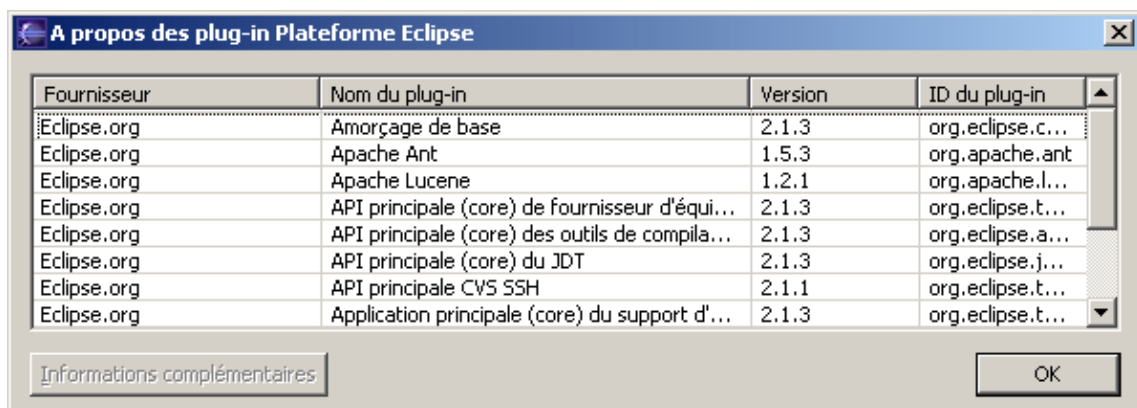 A propos des plug-in Plateforme Eclipse
Fournisseur Nom du plug-in Version ID du plug-in
Eclipse.org Amorçage de base 2.1.3 org.eclipse.c...
Eclipse.org Apache Ant 1.5.3 org.apache.ant
Eclipse.org Apache Lucene 1.2.1 org.apache.l...
Eclipse.org API principale (core) de fournisseur d'équi... 2.1.3 org.eclipse.t...
Eclipse.org API principale (core) des outils de compila... 2.1.3 org.eclipse.a...
Eclipse.org API principale (core) du JDT 2.1.3 org.eclipse.j...
Eclipse.org API principale CVS SSH 2.1.1 org.eclipse.t...
Eclipse.org Application principale (core) du support d'... 2.1.3 org.eclipse.t...
Informations complémentaires OK